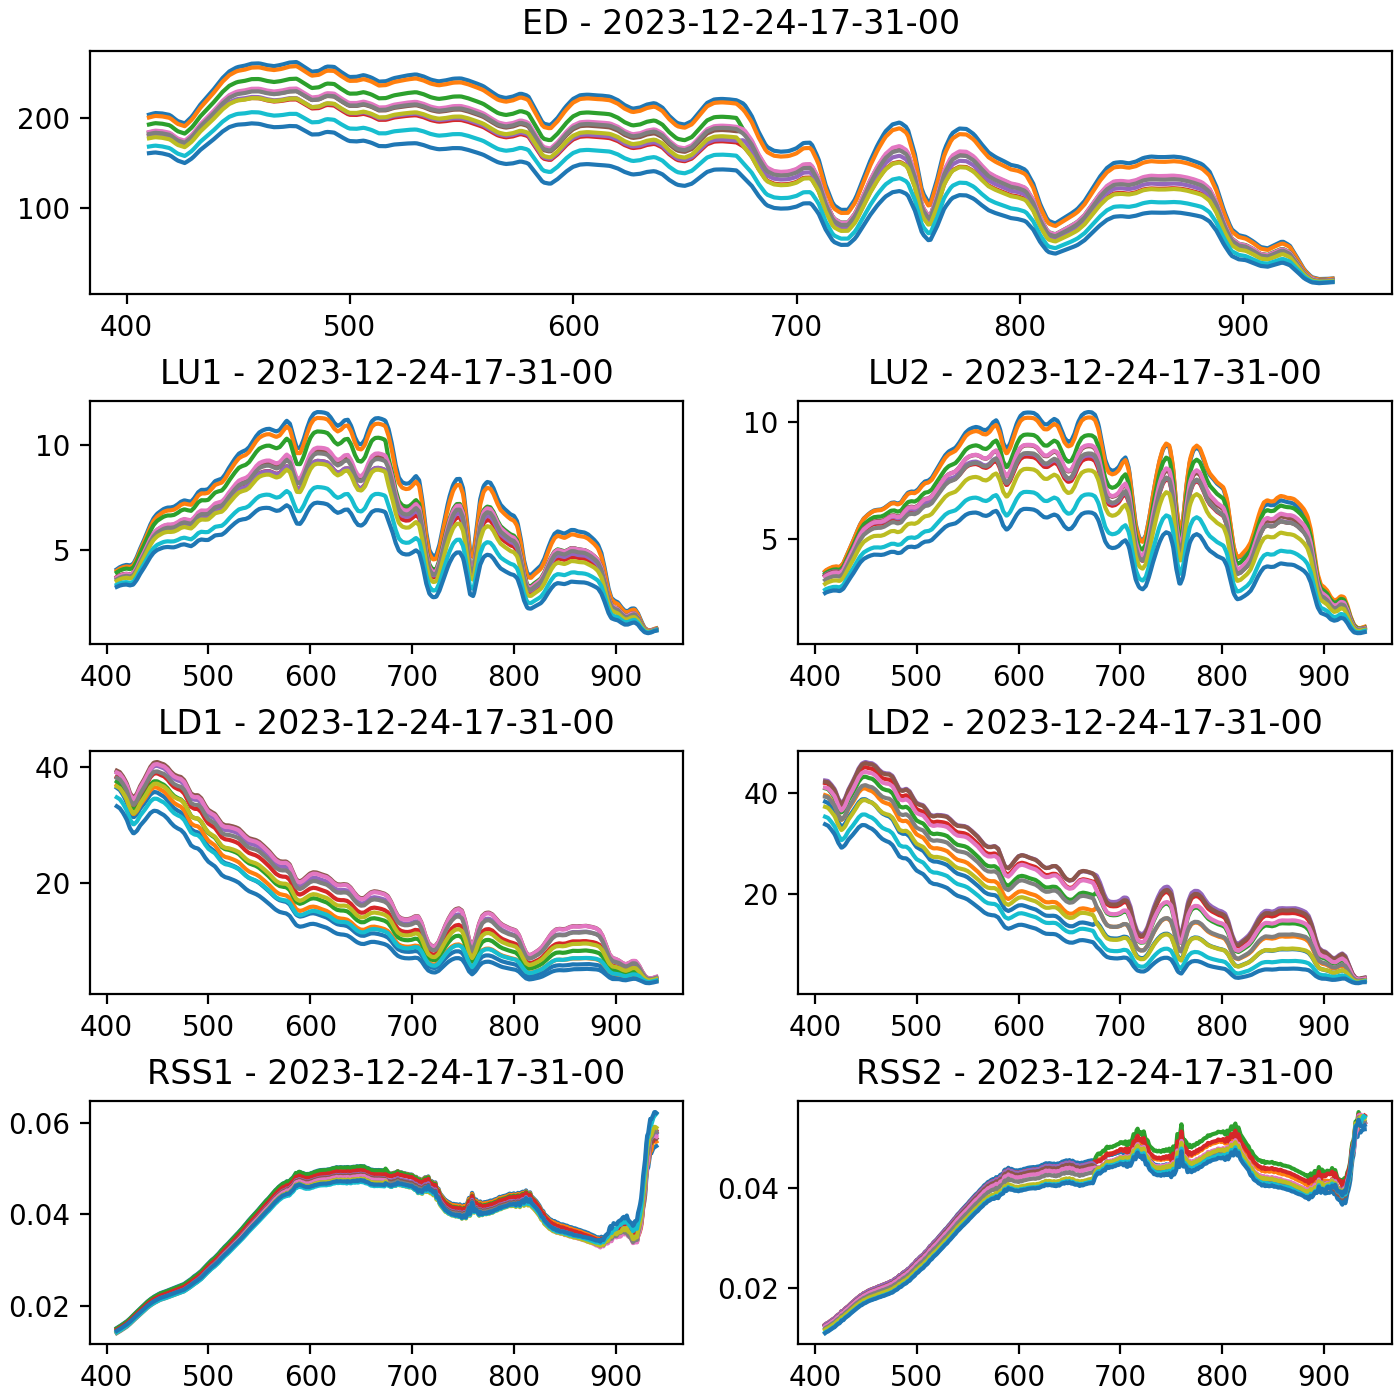 ED - 2023-12-24-17-31-00
200
100
400 500 600 700 800 900
LU1 - 2023-12-24-17-31-00
10
5
400 500 600 700 800 900
LU2 - 2023-12-24-17-31-00
10
5
400 500 600 700 800 900
LD1 - 2023-12-24-17-31-00
40
20
400 500 600 700 800 900
LD2 - 2023-12-24-17-31-00
40
20
400 500 600 700 800 900
RSS1 - 2023-12-24-17-31-00
0.06
0.04
0.02
400 500 600 700 800 900
RSS2 - 2023-12-24-17-31-00
0.04
0.02
400 500 600 700 800 900